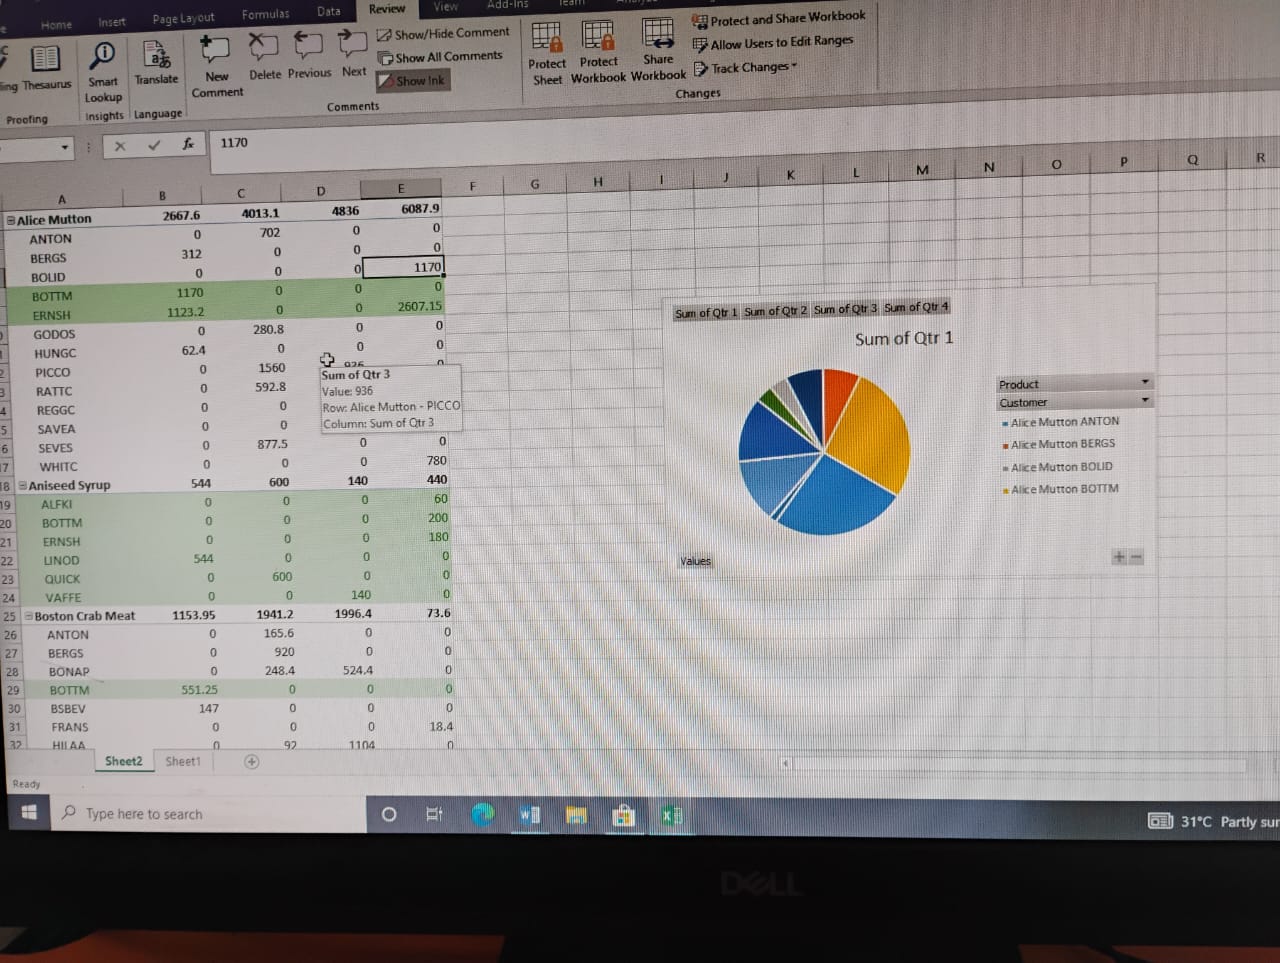 Home Insert Page Layout Formulas Data Review View Add-Ins
Thesaurus
Smart Lookup
Translate
New Comment
Delete Previous Next
Show/Hide Comment
Show All Comments
Show Ink
Protect Sheet
Protect Workbook
Share Workbook
Protect and Share Workbook
Allow Users to Edit Ranges
Track Changes
Proofing Insights Language Comments Changes
fx 1170
A B C D E F G H I J K L M N O P Q R
Alice Mutton 2667.6 4013.1 4836 6087.9
ANTON 0 702 0 0
BERGS 312 0 0 0
BOLID 0 0 0 1170
BOTTM 1170 0 0 0
ERNSH 1123.2 0 0 2607.15
GODOS 0 280.8 0 0
HUNGC 62.4 0 0 0
PICCO 0 1560 936 0
RATTC 0 592.8
REGGC 0 0
SAVEA 0 0
SEVES 0 877.5 0 0
WHITC 0 0 0 780
18 Aniseed Syrup 544 600 140 440
19 ALFKI 0 0 0 60
20 BOTTM 0 0 0 200
21 ERNSH 0 0 0 180
22 LINOD 544 0 0 0
23 QUICK 0 600 0 0
24 VAFFE 0 0 140 0
25 Boston Crab Meat 1153.95 1941.2 1996.4 73.6
26 ANTON 0 165.6 0 0
27 BERGS 0 920 0 0
28 BONAP 0 248.4 524.4 0
29 BOTTM 551.25 0 0 0
30 BSBEV 147 0 0 0
31 FRANS 0 0 0 18.4
32 HILAA 0 92 1104 0
Sum of Qtr 3
Value: 936
Row: Alice Mutton - PICCO
Column: Sum of Qtr 3
Sum of Qtr 1 Sum of Qtr 2 Sum of Qtr 3 Sum of Qtr 4
Sum of Qtr 1
Product
Customer
Alice Mutton ANTON
Alice Mutton BERGS
Alice Mutton BOLID
Alice Mutton BOTTM
Values
Sheet2 Sheet1
Ready
Type here to search
31°C Partly sun
DELL